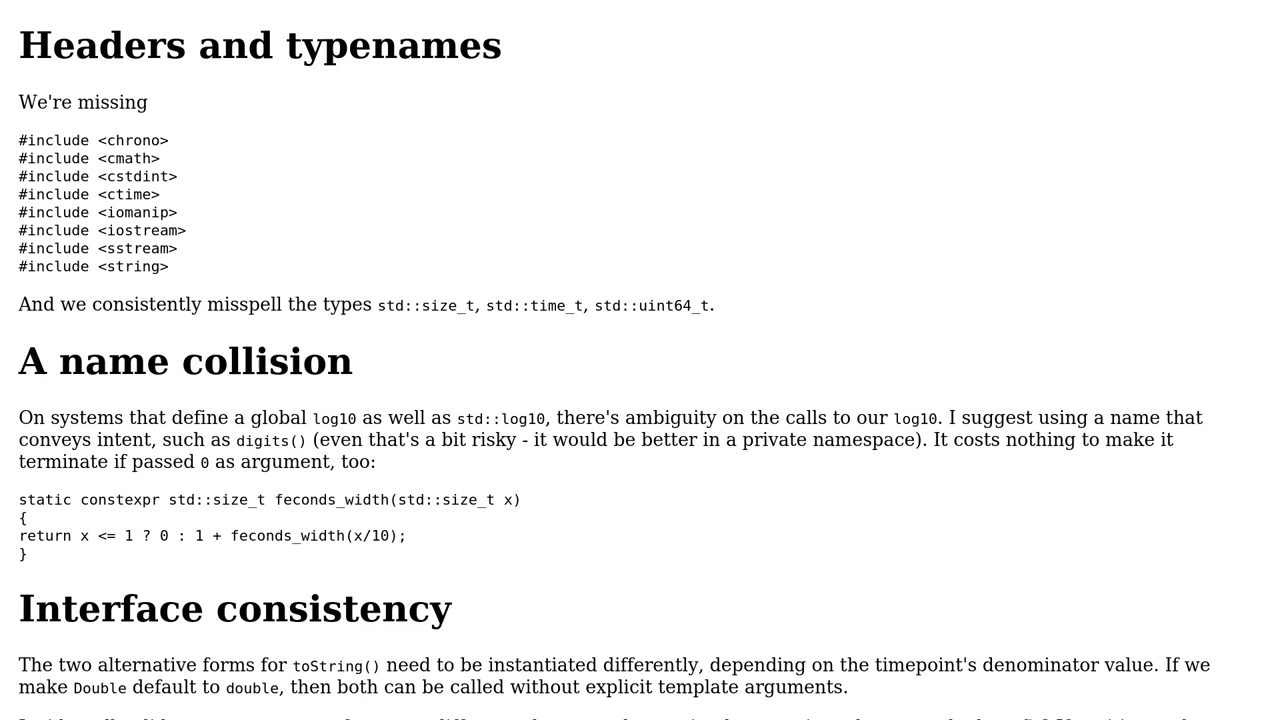 Headers and typenames
We're missing
#include <chrono>
#include <cmath>
#include <cstdint>
#include <ctime>
#include <iomanip>
#include <iostream>
#include <sstream>
#include <string>
And we consistently misspell the types std::size_t, std::time_t, std::uint64_t.
A name collision
On systems that define a global log10 as well as std::log10, there's ambiguity on the calls to our log10. I suggest using a name that
conveys intent, such as digits() (even that's a bit risky - it would be better in a private namespace). It costs nothing to make it
terminate if passed 0 as argument, too:
static constexpr std::size_t feconds_width(std::size_t x)
{
return x <= 1 ? 0 : 1 + feconds_width(x/10);
}
Interface consistency
The two alternative forms for toString() need to be instantiated differently, depending on the timepoint's denominator value. If we
make Double default to double, then both can be called without explicit template arguments.